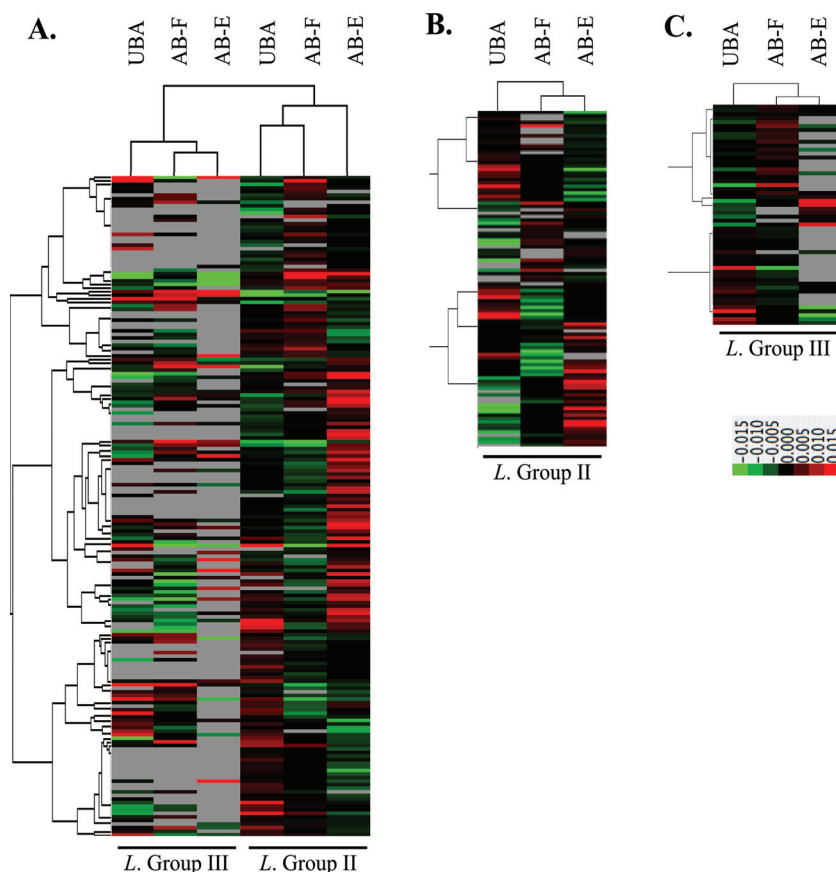 A.
UBA
AB-F
AB-E
UBA
AB-F
AB-E
L. Group III
L. Group II
B.
UBA
AB-F
AB-E
L. Group II
C.
UBA
AB-F
AB-E
L. Group III
-0.015
-0.010
-0.005
0.000
0.005
0.010
0.015